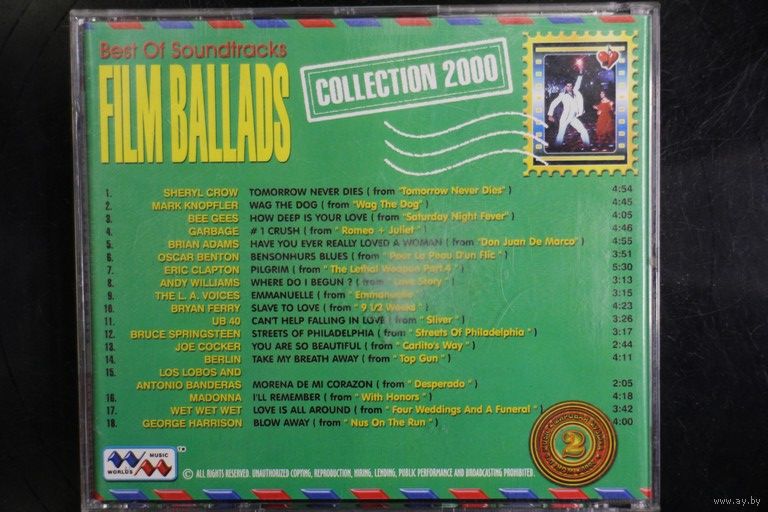 Best Of Soundtracks
FILM BALLADS
COLLECTION 2000
1. SHERYL CROW TOMORROW NEVER DIES ( from "Tomorrow Never Dies" ) 4:54
2. MARK KNOPFLER WAG THE DOG ( from "Wag The Dog" ) 4:45
3. BEE GEES HOW DEEP IS YOUR LOVE ( from "Saturday Night Fever" ) 4:05
4. GARBAGE # 1 CRUSH ( from " Romeo + Juliet " ) 4:46
5. BRIAN ADAMS HAVE YOU EVER REALLY LOVED A WOMAN ( from "Don Juan De Marco" ) 4:55
6. OSCAR BENTON BENSONHURS BLUES ( from " Pour La Peau D'un Flic " ) 3:51
7. ERIC CLAPTON PILGRIM ( from " The Lethal Weapon Part 4 " ) 5:30
8. ANDY WILLIAMS WHERE DO I BEGUN ? ( from " Love Story " ) 3:13
9. THE L.A. VOICES EMMANUELLE ( from " Emmanuelle " ) 3:15
10. BRYAN FERRY SLAVE TO LOVE ( from " 9 1/2 Weeks " ) 4:23
11. UB 40 CAN'T HELP FALLING IN LOVE ( from " Sliver " ) 3:26
12. BRUCE SPRINGSTEEN STREETS OF PHILADELPHIA ( from " Streets Of Philadelphia " ) 3:17
13. JOE COCKER YOU ARE SO BEAUTIFUL ( from " Carlito's Way " ) 2:44
14. BERLIN TAKE MY BREATH AWAY ( from " Top Gun " ) 4:11
15. LOS LOBOS AND
ANTONIO BANDERAS MORENA DE MI CORAZON ( from " Desperado " ) 2:05
16. MADONNA I'LL REMEMBER ( from " With Honors " ) 4:18
17. WET WET WET LOVE IS ALL AROUND ( from " Four Weddings And A Funeral " ) 3:42
18. GEORGE HARRISON BLOW AWAY ( from " Nus On The Run " ) 4:00
MUSIC
WORLDS
2
© ALL RIGHTS RESERVED. UNAUTHORIZED COPYING, REPRODUCTION, HIRING, LENDING, PUBLIC PERFORMANCE AND BROADCASTING PROHIBITED.
www.ay.by